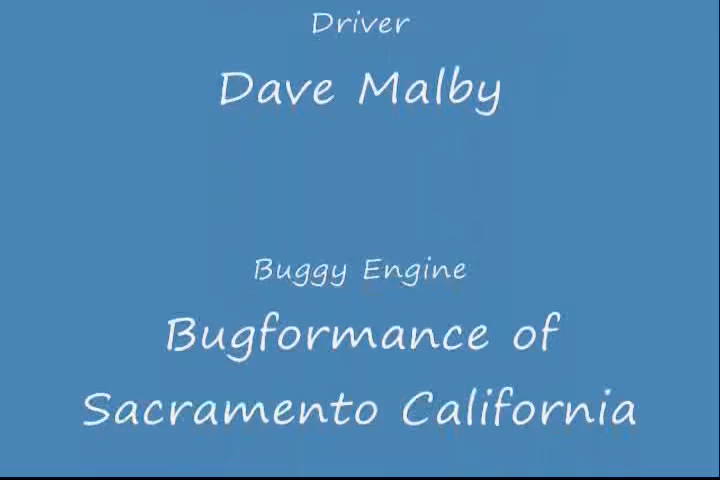 Driver
Dave Malby
Buggy Engine
Bugformance of
Sacramento California